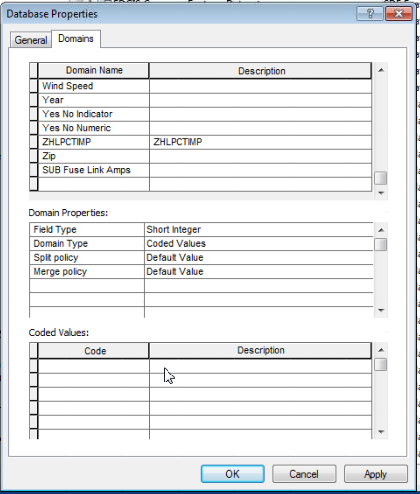 Database Properties
General Domains
Domain Name Description
Wind Speed
Year
Yes No Indicator
Yes No Numeric
ZHLPCTIMP ZHLPCTIMP
Zip
SUB Fuse Link Amps
Domain Properties:
Field Type Short Integer
Domain Type Coded Values
Split policy Default Value
Merge policy Default Value
Coded Values:
Code Description
OK Cancel Apply